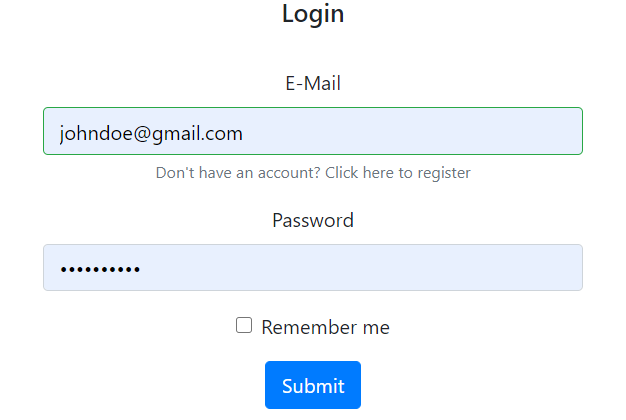 Login
E-Mail
johndoe@gmail.com
Don't have an account? Click here to register
Password
••••••••••
Remember me
Submit